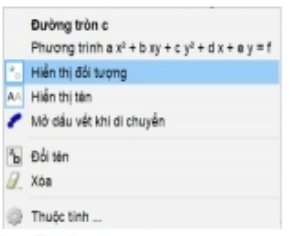 Đường tròn c
Phương trình a x² + b xy + c y² + d x + e y = f
Hiển thị đối tượng
AA Hiển thị tên
Mở dấu vết khi di chuyển
Đổi tên
Xóa
Thuộc tính ...